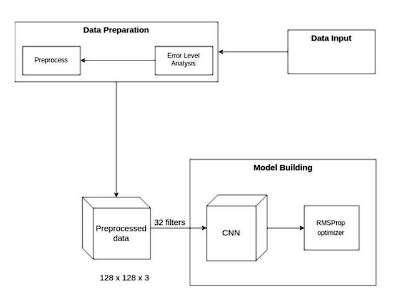 Data Preparation
Data Input
Preprocess
Error Level
Analysis
Model Building
Preprocessed
data
32 filters
CNN
RMSProp
optimizer
128 x 128 x 3